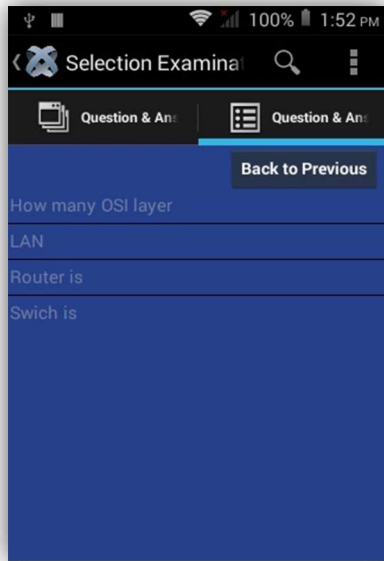 100% 1:52 PM
Selection Examinat
Question & Ans
Question & Ans
Back to Previous
How many OSI layer
LAN
Router is
Swich is